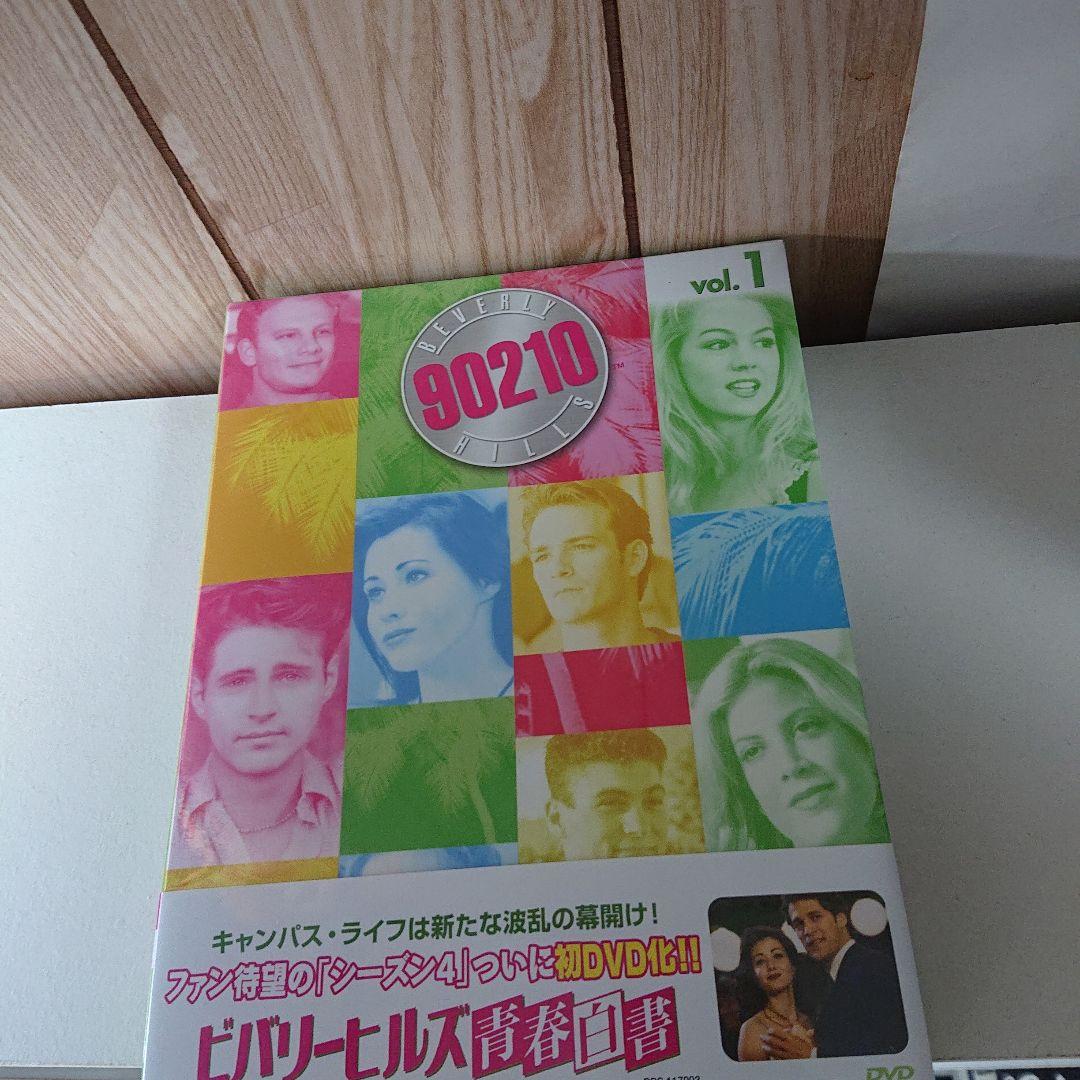 vol. 1
BEVERLY
90210™
HILLS
キャンパス・ライフは新たな波乱の幕開け!
ファン待望の「シーズン4」ついに初DVD化!!
ビバリーヒルズ青春白書
DVD